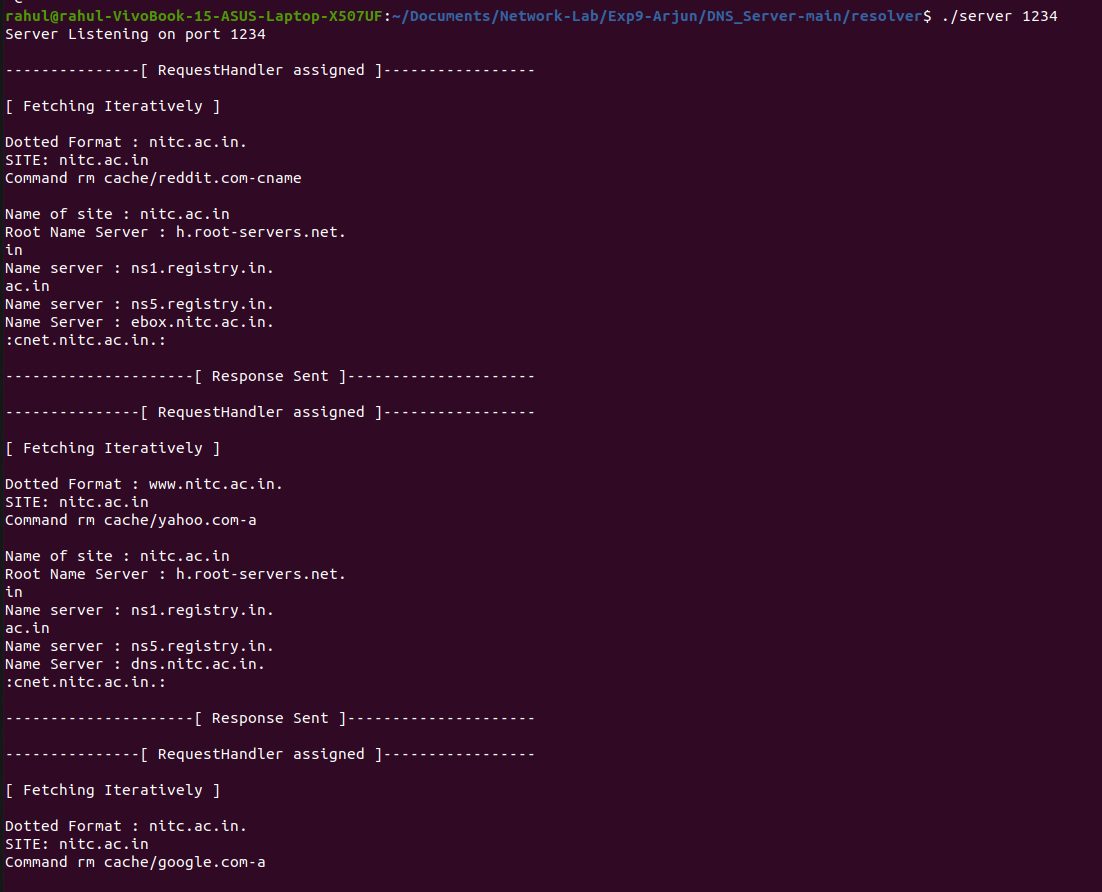 rahul@rahul-VivoBook-15-ASUS-Laptop-X507UF:~/Documents/Network-Lab/Exp9-Arjun/DNS_Server-main/resolver$ ./server 1234
Server Listening on port 1234
---------------[ RequestHandler assigned ]-----------------
[ Fetching Iteratively ]
Dotted Format : nitc.ac.in.
SITE: nitc.ac.in
Command rm cache/reddit.com-cname
Name of site : nitc.ac.in
Root Name Server : h.root-servers.net.
in
Name server : ns1.registry.in.
ac.in
Name server : ns5.registry.in.
Name Server : ebox.nitc.ac.in.
:cnet.nitc.ac.in.:
---------------------[ Response Sent ]---------------------
---------------[ RequestHandler assigned ]-----------------
[ Fetching Iteratively ]
Dotted Format : www.nitc.ac.in.
SITE: nitc.ac.in
Command rm cache/yahoo.com-a
Name of site : nitc.ac.in
Root Name Server : h.root-servers.net.
in
Name server : ns1.registry.in.
ac.in
Name server : ns5.registry.in.
Name Server : dns.nitc.ac.in.
:cnet.nitc.ac.in.:
---------------------[ Response Sent ]---------------------
---------------[ RequestHandler assigned ]-----------------
[ Fetching Iteratively ]
Dotted Format : nitc.ac.in.
SITE: nitc.ac.in
Command rm cache/google.com-a